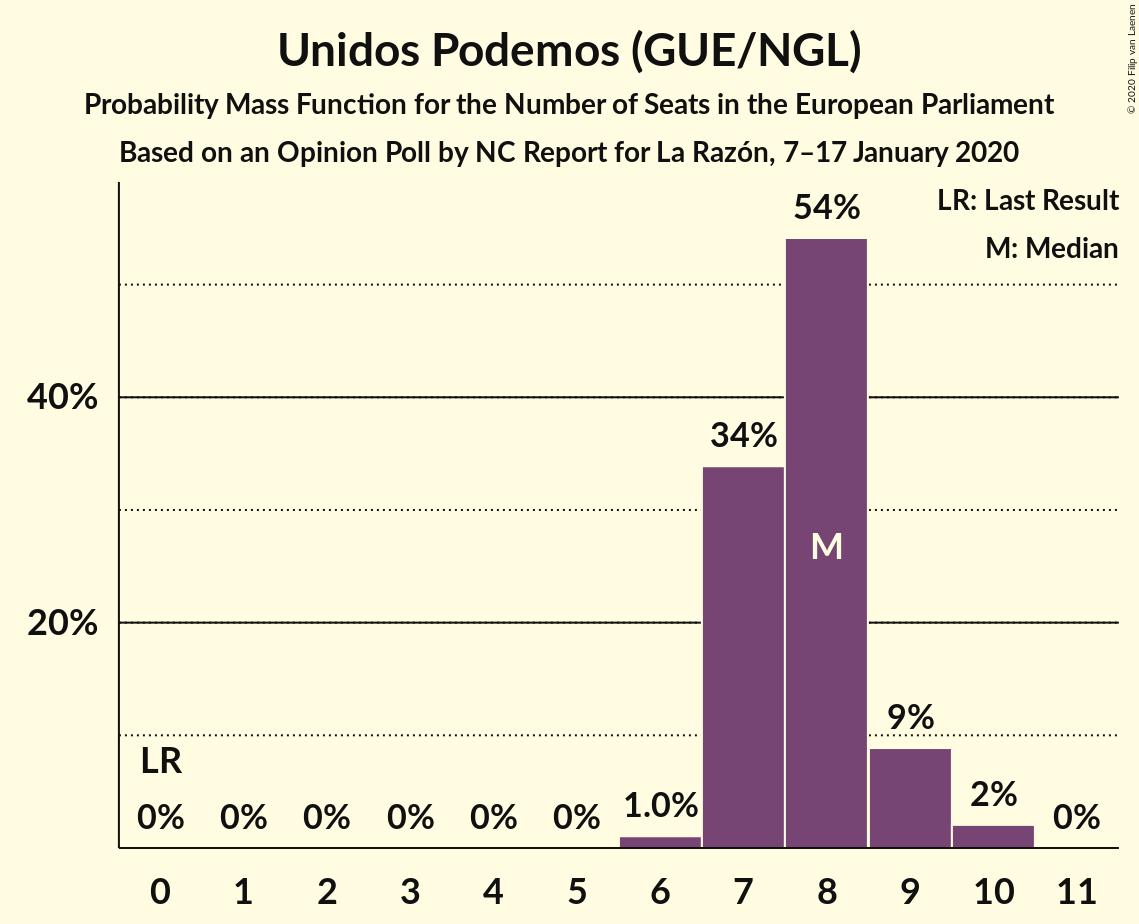 Unidos Podemos (GUE/NGL)
Probability Mass Function for the Number of Seats in the European Parliament
Based on an Opinion Poll by NC Report for La Razón, 7–17 January 2020
© 2020 Filip van Laenen
LR: Last Result
M: Median
54%
40%
34%
M
20%
9%
LR
0% 0% 0% 0% 0% 0% 1.0% 2% 0%
0 1 2 3 4 5 6 7 8 9 10 11